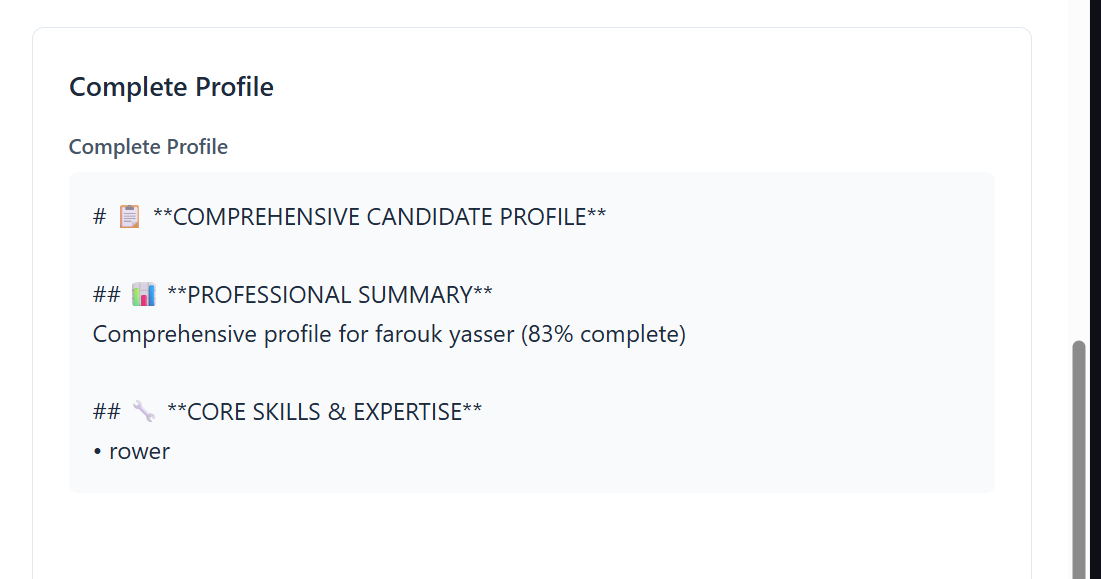 Complete Profile
Complete Profile
# 📋 **COMPREHENSIVE CANDIDATE PROFILE**
## 📊 **PROFESSIONAL SUMMARY**
Comprehensive profile for farouk yasser (83% complete)
## 🔧 **CORE SKILLS & EXPERTISE**
• rower